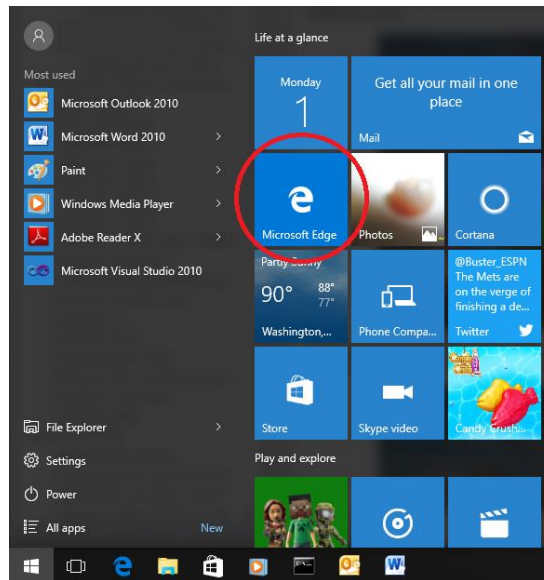 Life at a glance
Most used
Microsoft Outlook 2010
Microsoft Word 2010
Paint
Windows Media Player
Adobe Reader X
Microsoft Visual Studio 2010
File Explorer
Settings
Power
All apps
New
Monday
1
Get all your mail in one
place
Mail
Microsoft Edge
Photos
Cortana
Partly Sunny
90°
88°
77°
Washington,...
Phone Compa...
@Buster_ESPN
The Mets are
on the verge of
finishing a de...
Twitter
Store
Skype video
Candy Crush...
Play and explore